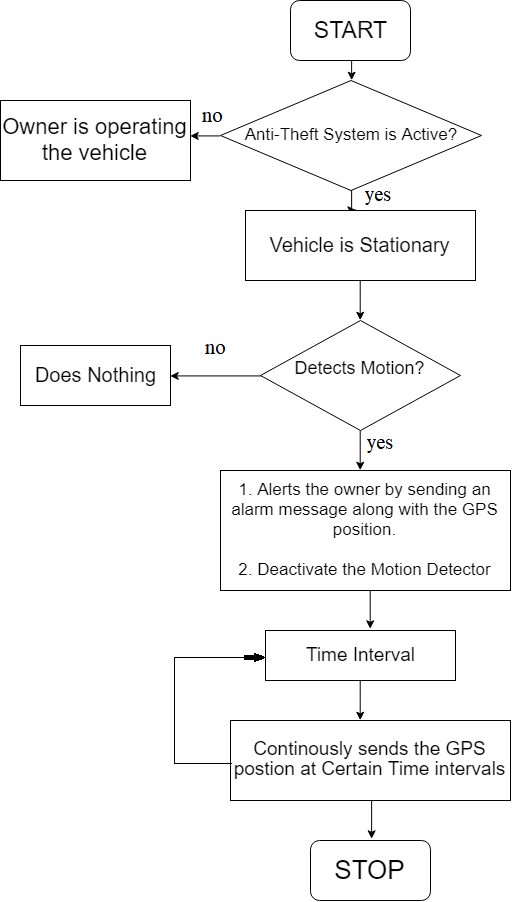 START
Anti-Theft System is Active?
no
Owner is operating
the vehicle
yes
Vehicle is Stationary
Detects Motion?
no
Does Nothing
yes
1. Alerts the owner by sending an
alarm message along with the GPS
position.
2. Deactivate the Motion Detector
Time Interval
Continously sends the GPS
postion at Certain Time intervals
STOP